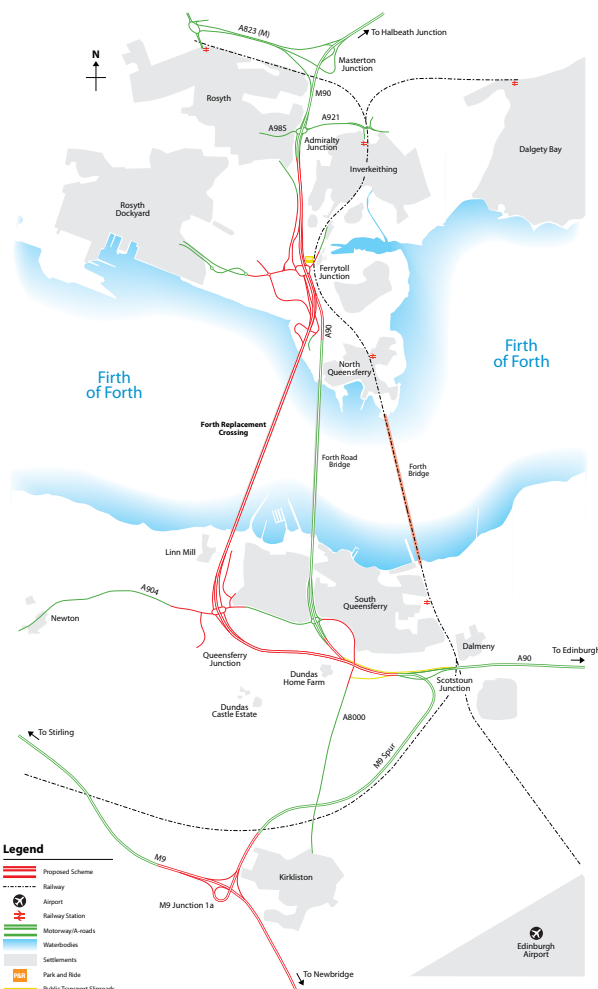 A823 (M)
To Halbeath Junction
N
Masterton
Junction
Rosyth
M90
A921
A985
Admiralty
Junction
Dalgety Bay
Inverkeithing
Rosyth
Dockyard
Ferrytoll
Junction
A90
Firth
of Forth
North
Queensferry
Firth
of Forth
Forth Replacement
Crossing
Forth Road
Bridge
Forth
Bridge
Linn Mill
A904
South
Queensferry
Newton
Queensferry
Junction
Dundas
Home Farm
Dalmeny
To Edinburgh
A90
Scotstoun
Junction
Dundas
Castle Estate
A8000
To Stirling
M9 Spur
Legend
Proposed Scheme
Railway
Airport
Railway Station
Motorway/A-roads
Waterbodies
Settlements
P&R
Park and Ride
Public Transport Sliproads
M9
Kirkliston
M9 Junction 1a
Edinburgh
Airport
To Newbridge